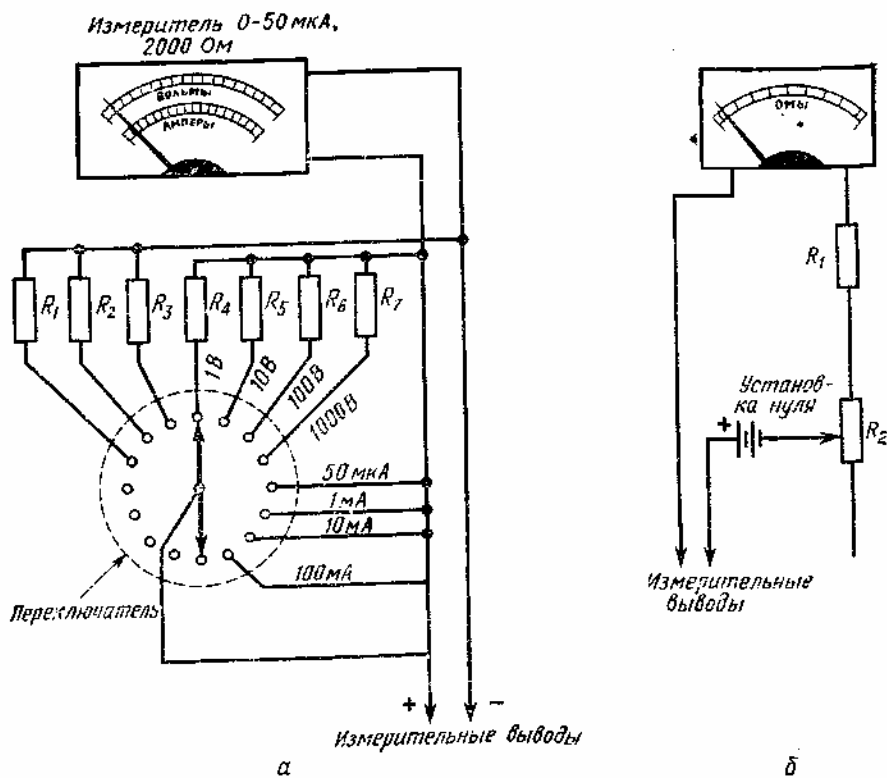 Измеритель 0-50 мкА,
2000 Ом
Вольты
Амперы
Омы
R1
R2
R3
R4
R5
R6
R7
1В
10В
100В
1000В
50 мкА
1 мА
10 мА
100 мА
Переключатель
+
−
Измерительные выводы
а
R1
Установ-
ка нуля
+
R2
Измерительные
выводы
б